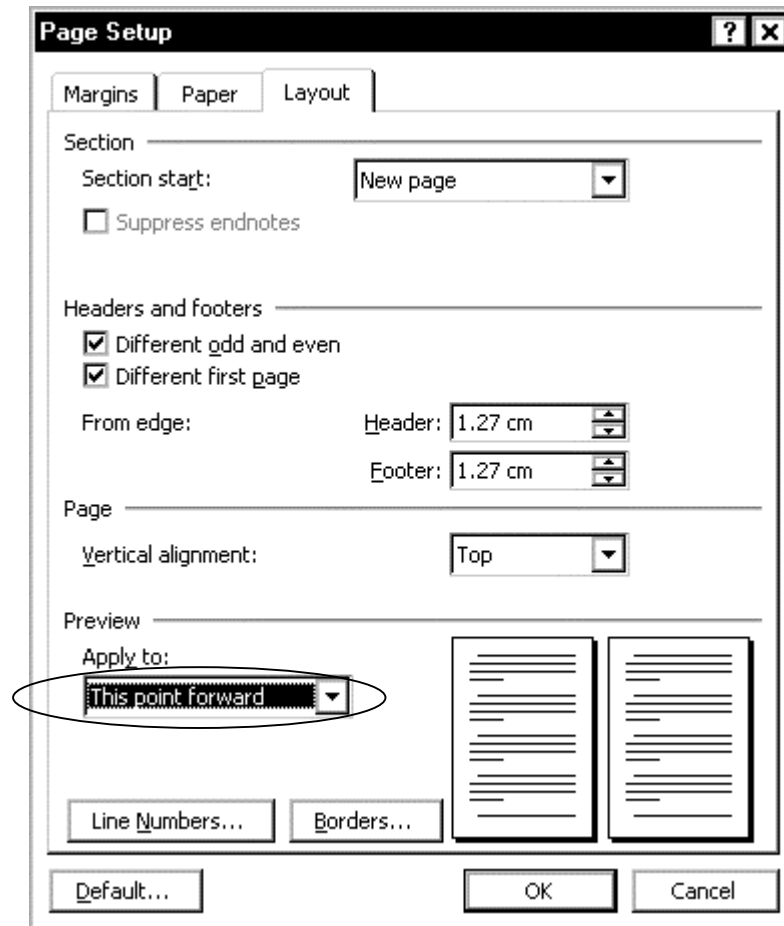 Page Setup ? X
Margins Paper Layout
Section
Section start: New page
Suppress endnotes
Headers and footers
Different odd and even
Different first page
From edge: Header: 1.27 cm
Footer: 1.27 cm
Page
Vertical alignment: Top
Preview
Apply to:
This point forward
Line Numbers... Borders...
Default... OK Cancel